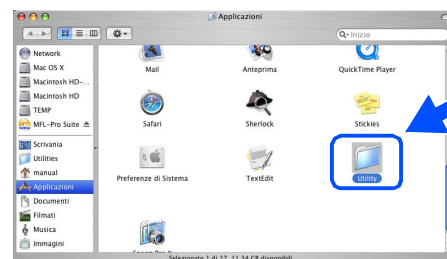 Applicazioni
Q- Inizio
Network
Mac OS X
Macintosh HD-...
Macintosh HD
TEMP
MFL-Pro Suite
Scrivania
Utilities
manual
Applicazioni
Documenti
Filmati
Musica
Immagini
Mail
Anteprima
QuickTime Player
Safari
Sherlock
Stickies
Preferenze di Sistema
TextEdit
Utility
Selezionato 1 di 27, 11,34 GB disponibili